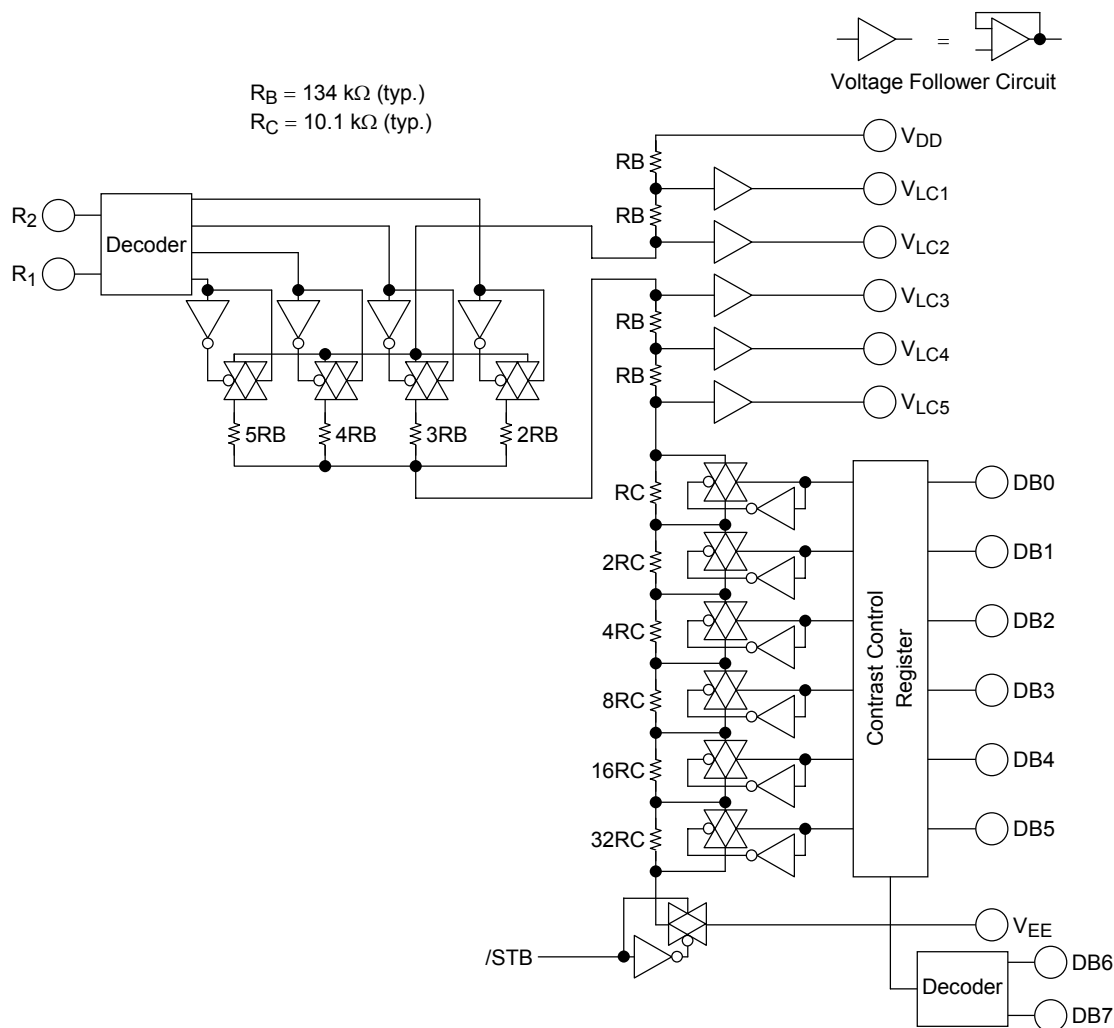 =
Voltage Follower Circuit
R_B = 134 kΩ (typ.)
R_C = 10.1 kΩ (typ.)
V_DD
RB
V_LC1
R_2
RB
Decoder
V_LC2
R_1
V_LC3
RB
V_LC4
RB
V_LC5
5RB
4RB
3RB
2RB
RC
DB0
2RC
DB1
4RC
DB2
Contrast Control
Register
8RC
DB3
16RC
DB4
32RC
DB5
V_EE
/STB
DB6
Decoder
DB7